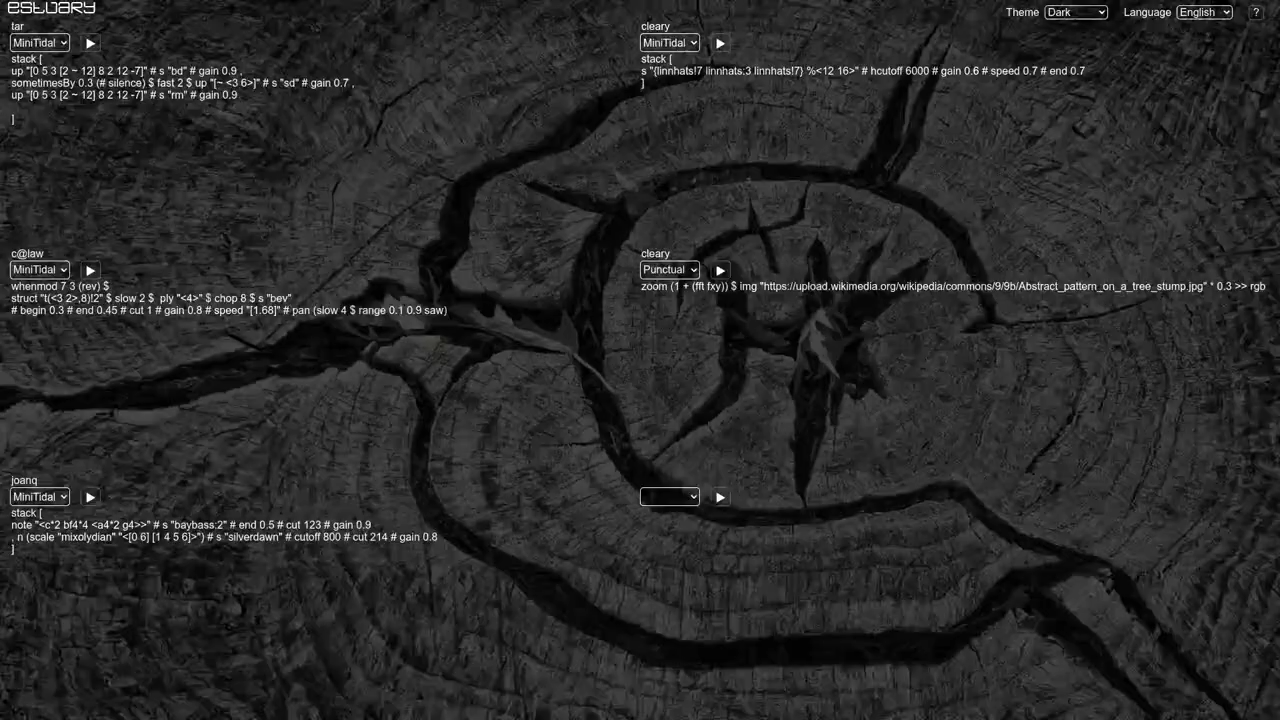 estuary
Theme Dark Language English ?
tar
MiniTidal
stack [
up "[0 5 3 [2 ~ 12] 8 2 12 -7]" # s "bd" # gain 0.9 ,
sometimesBy 0.3 (# silence) $ fast 2 $ up "[~ <3 6>]" # s "sd" # gain 0.7 ,
up "[0 5 3 [2 ~ 12] 8 2 12 -7]" # s "rm" # gain 0.9
]
cleary
MiniTidal
stack [
s "{linnhats!7 linnhats:3 linnhats!7} %<12 16>" # hcutoff 6000 # gain 0.6 # speed 0.7 # end 0.7
]
c@law
MiniTidal
whenmod 7 3 (rev) $
struct "t(<3 2>,8)!2" $ slow 2 $ ply "<4>" $ chop 8 $ s "bev"
# begin 0.3 # end 0.45 # cut 1 # gain 0.8 # speed "[1.68]" # pan (slow 4 $ range 0.1 0.9 saw)
cleary
Punctual
zoom (1 + (fft fxy)) $ img "https://upload.wikimedia.org/wikipedia/commons/9/9b/Abstract_pattern_on_a_tree_stump.jpg" * 0.3 >> rgb
joanq
MiniTidal
stack [
note "<c*2 bf4*4 <a4*2 g4>>" # s "baybass:2" # end 0.5 # cut 123 # gain 0.9
, n (scale "mixolydian" "<[0 6] [1 4 5 6]>") # s "silverdawn" # cutoff 800 # cut 214 # gain 0.8
]